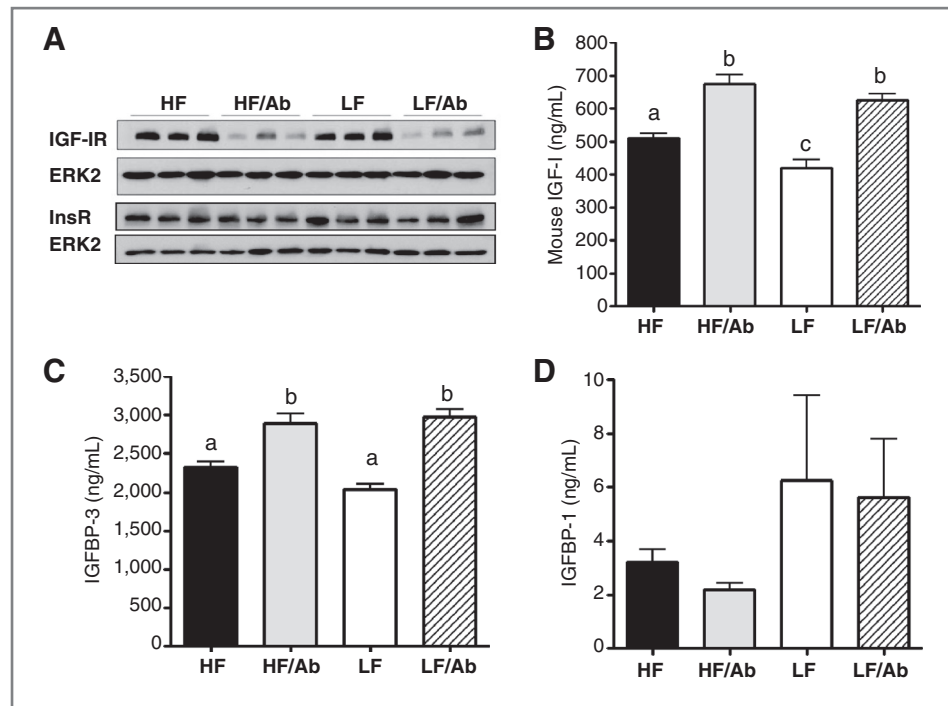 A
HF HF/Ab LF LF/Ab
IGF-IR
ERK2
InsR
ERK2
B
Mouse IGF-I (ng/mL)
800
700
600
500
400
300
200
100
0
a
b
c
b
HF HF/Ab LF LF/Ab
C
IGFBP-3 (ng/mL)
3,500
3,000
2,500
2,000
1,500
1,000
500
0
a
b
a
b
HF HF/Ab LF LF/Ab
D
IGFBP-1 (ng/mL)
10
8
6
4
2
0
HF HF/Ab LF LF/Ab